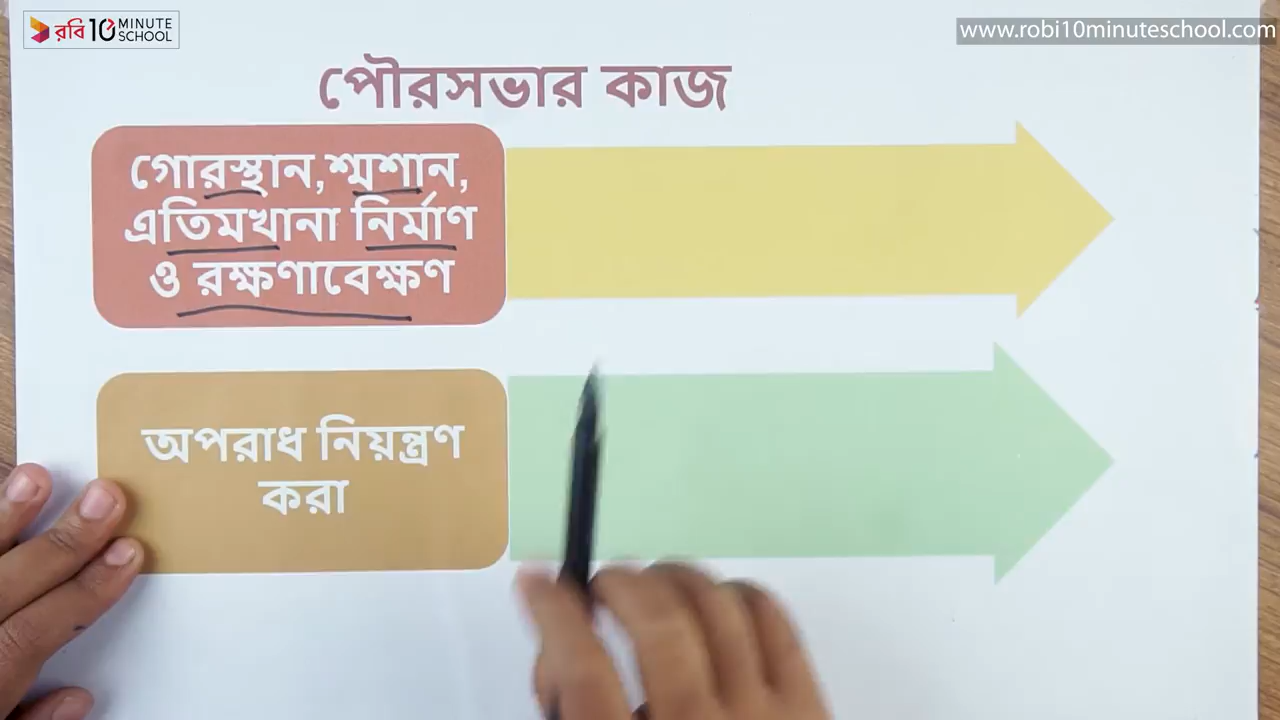 রবি 10 MINUTE SCHOOL
www.robi10minuteschool.com
পৌরসভার কাজ
গোরস্থান,শ্মশান,
এতিমখানা নির্মাণ
ও রক্ষণাবেক্ষণ
অপরাধ নিয়ন্ত্রণ
করা